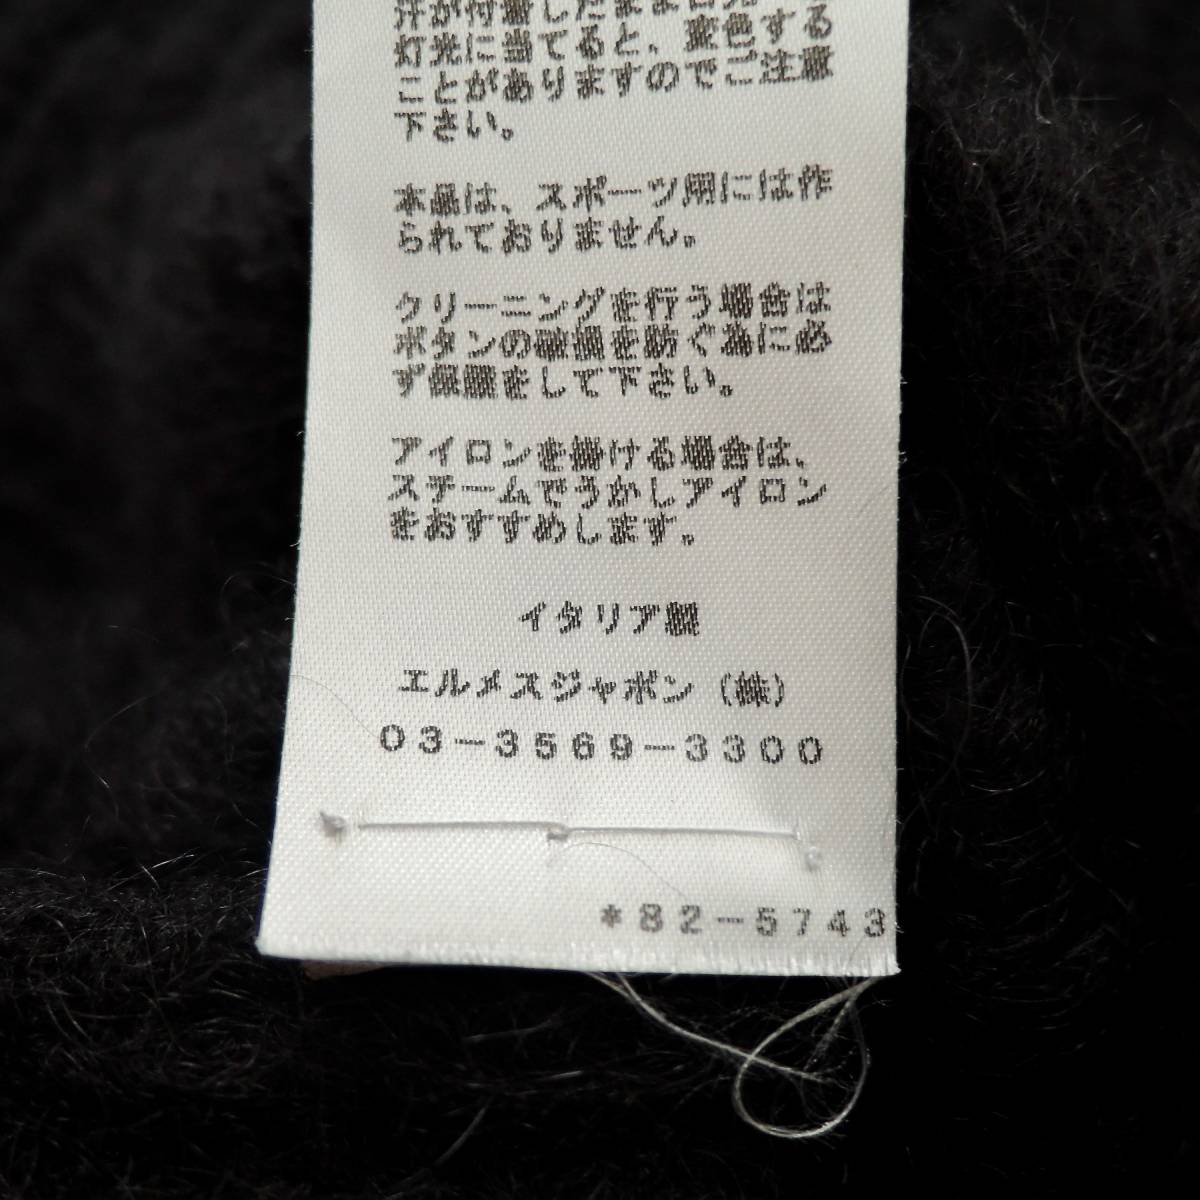 汗が付着したまま日光
灯光に当てると、変色する
ことがありますのでご注意
下さい。
本品は、スポーツ用には作
られておりません。
クリーニングを行う場合は
ボタンの破損を防ぐ為に必
ず保護をして下さい。
アイロンを掛ける場合は、
スチームでうかしアイロン
をおすすめします。
イタリア製
エルメスジャポン（株）
03-3569-3300
*82-5743